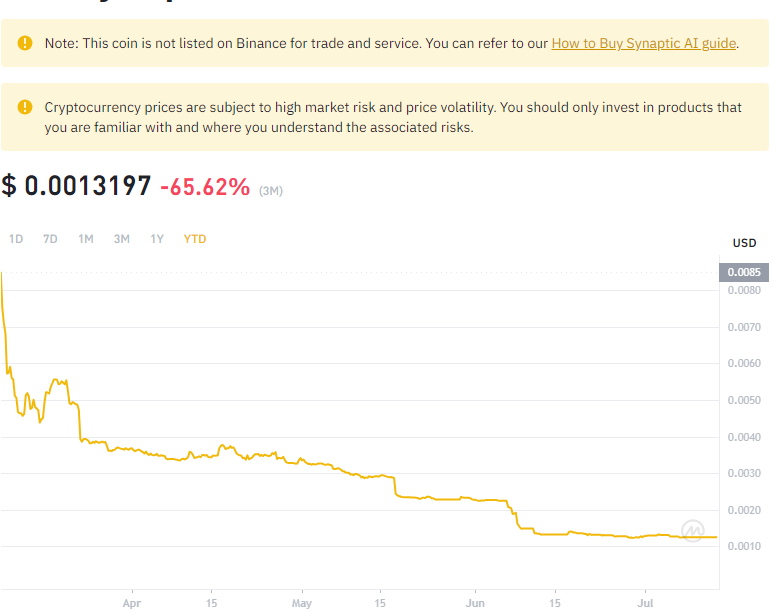 Note: This coin is not listed on Binance for trade and service. You can refer to our How to Buy Synaptic AI guide.
Cryptocurrency prices are subject to high market risk and price volatility. You should only invest in products that
you are familiar with and where you understand the associated risks.
$ 0.0013197 -65.62% (3M)
1D 7D 1M 3M 1Y YTD
USD
0.0085
0.0080
0.0070
0.0060
0.0050
0.0040
0.0030
0.0020
0.0010
Apr 15 May 15 Jun 15 Jul